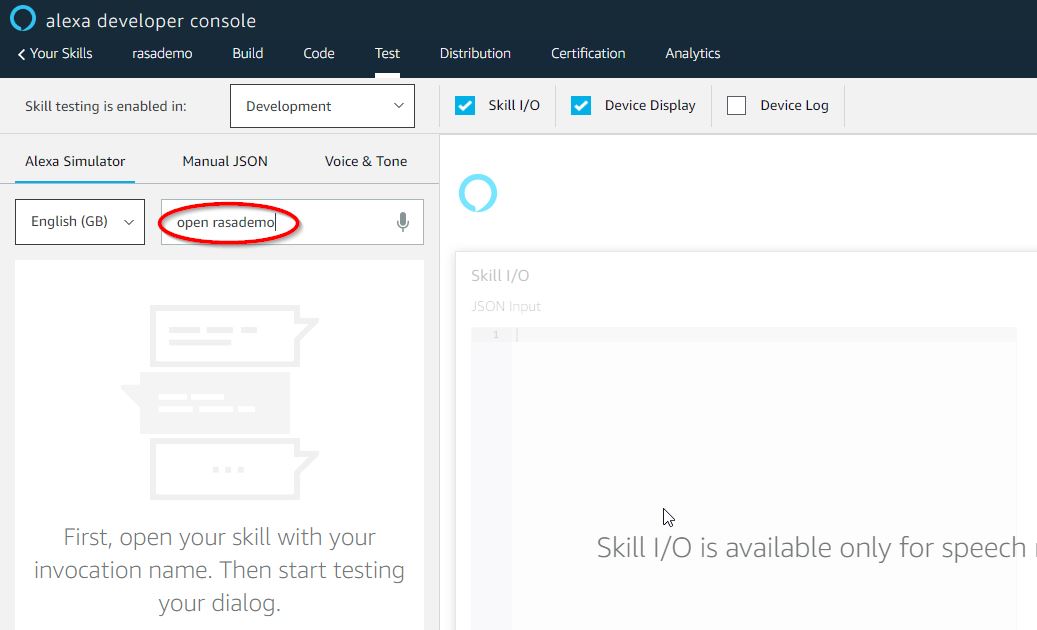 alexa developer console
Your Skills rasademo Build Code Test Distribution Certification Analytics
Skill testing is enabled in: Development Skill I/O Device Display Device Log
Alexa Simulator Manual JSON Voice & Tone
English (GB) open rasademo
Skill I/O
JSON Input
1
First, open your skill with your
invocation name. Then start testing
your dialog.
Skill I/O is available only for speech